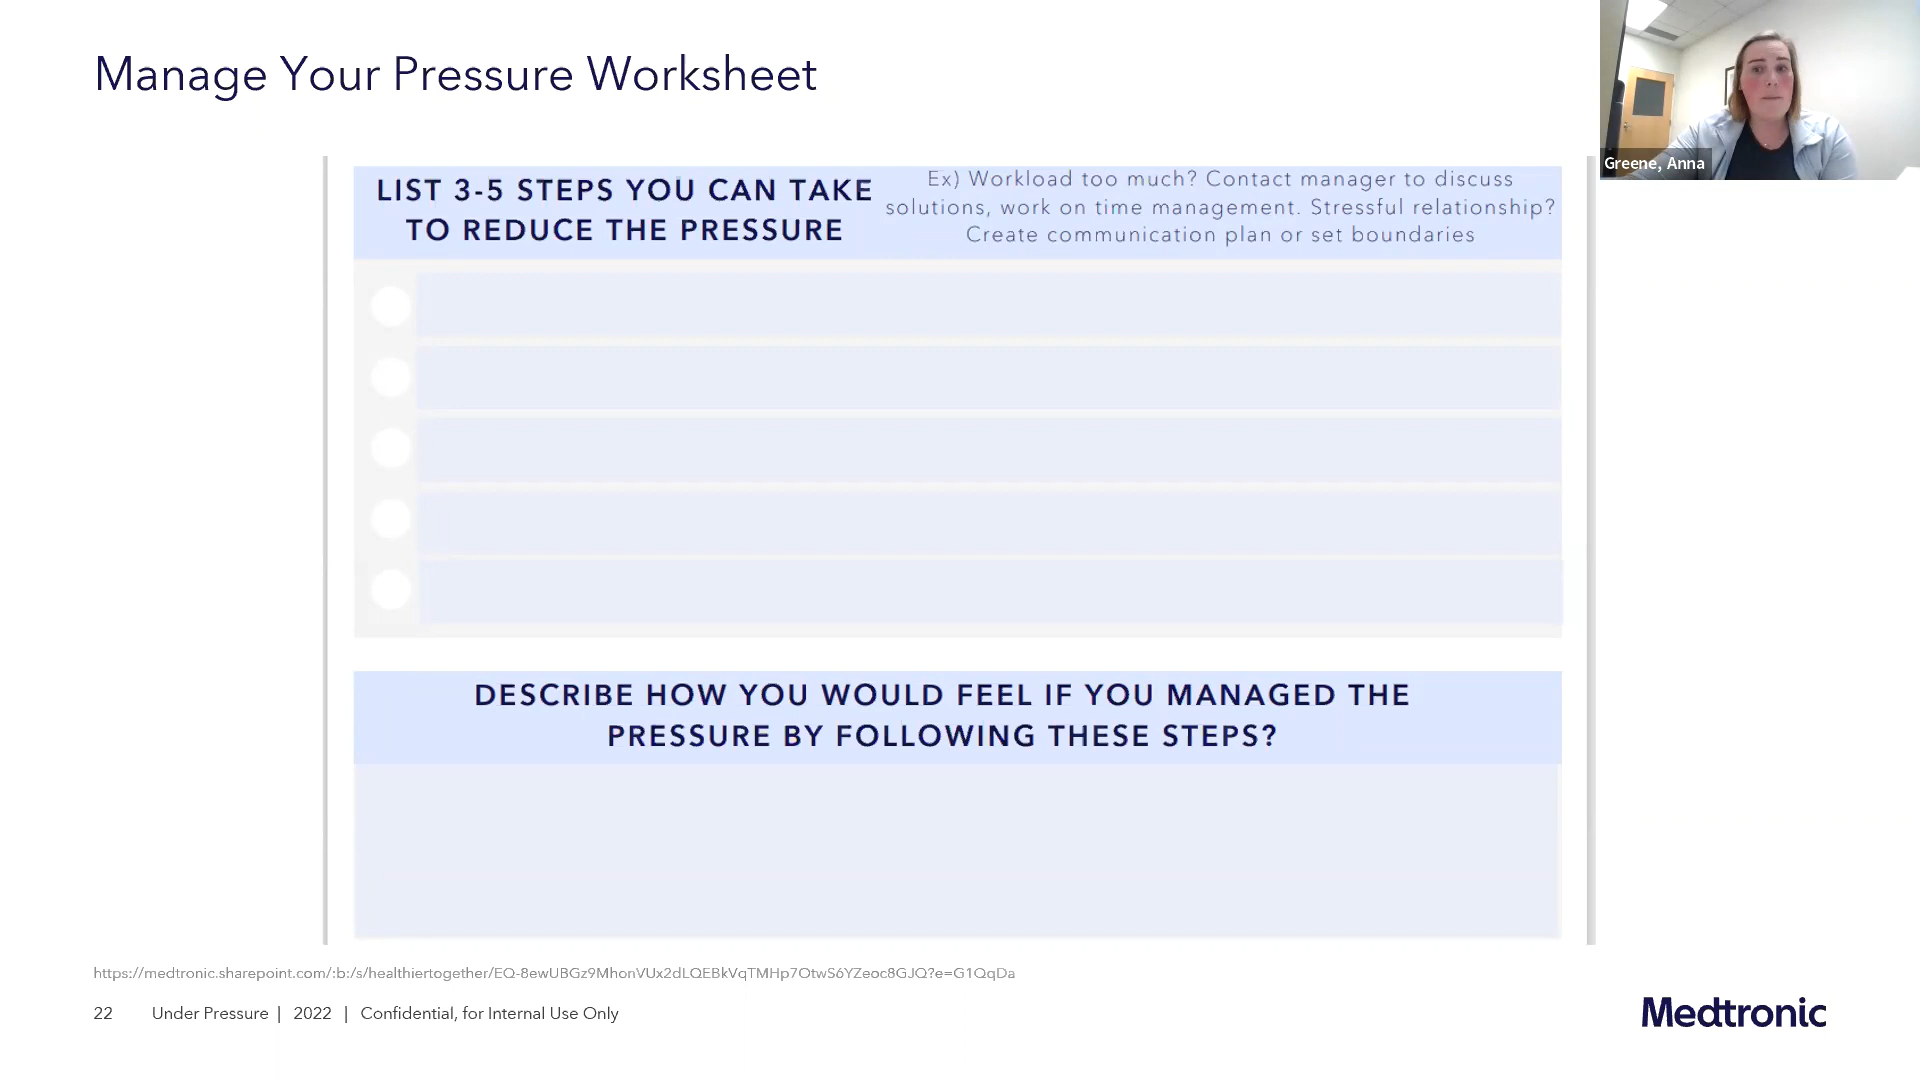 Manage Your Pressure Worksheet
Greene, Anna
LIST 3-5 STEPS YOU CAN TAKE
TO REDUCE THE PRESSURE
Ex) Workload too much? Contact manager to discuss
solutions, work on time management. Stressful relationship?
Create communication plan or set boundaries
DESCRIBE HOW YOU WOULD FEEL IF YOU MANAGED THE
PRESSURE BY FOLLOWING THESE STEPS?
https://medtronic.sharepoint.com/:b:/s/healthiertogether/EQ-8ewUBGz9MhonVUx2dLQEBkVqTMHp7OtwS6YZeoc8GJQ?e=G1QqDa
22 Under Pressure | 2022 | Confidential, for Internal Use Only
Medtronic